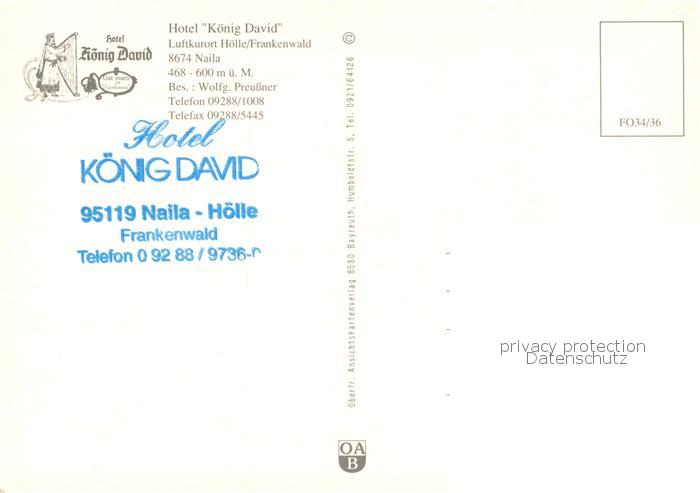 Hotel
König David
Gut essen
Frankenwald
Hotel "König David"
Luftkurort Hölle/Frankenwald
8674 Naila
468 - 600 m ü. M.
Bes. : Wolfg. Preußner
Telefon 09288/1008
Telefax 09288/5445
Hotel
KÖNIG DAVID
95119 Naila - Hölle
Frankenwald
Telefon 0 92 88 / 9736-
Oberfr. Ansichtskartenverlag 8580 Bayreuth, Humboldtstr. 5, Tel. 0921/64126 ©
FO34/36
privacy protection
Datenschutz
OA
B